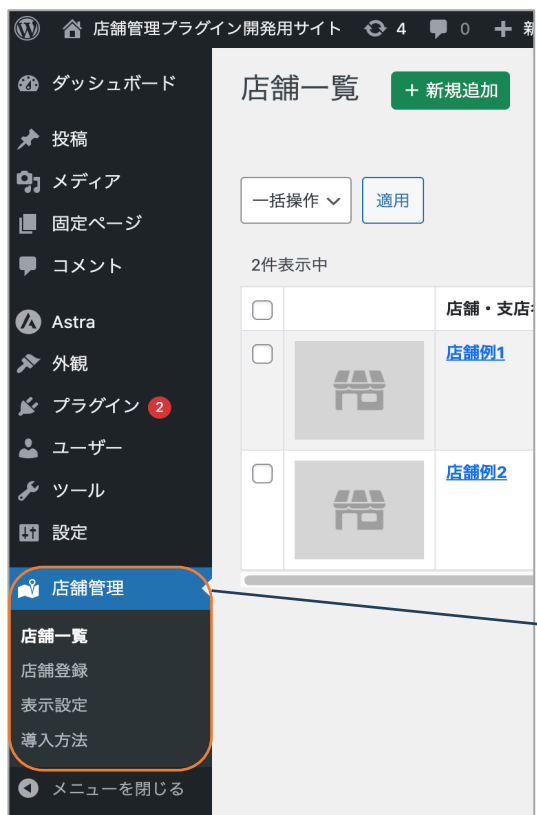 店舗管理プラグイン開発用サイト 4 0 + 新
ダッシュボード
投稿
メディア
固定ページ
コメント
Astra
外観
プラグイン 2
ユーザー
ツール
設定
店舗管理
店舗一覧
店舗登録
表示設定
導入方法
メニューを閉じる
店舗一覧 + 新規追加
一括操作 適用
2件表示中
店舗・支店
店舗例1
店舗例2